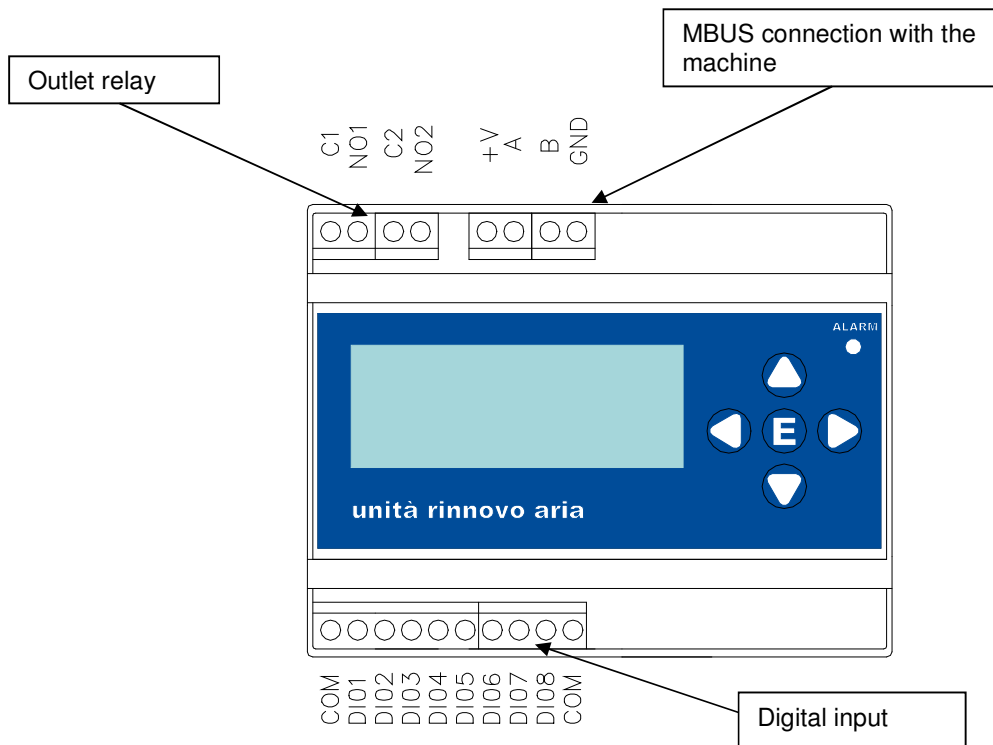 MBUS connection with the
machine
Outlet relay
C1
NO1
C2
NO2
+V
A
B
GND
ALARM
E
unità rinnovo aria
COM
DI01
DI02
DI03
DI04
DI05
DI06
DI07
DI08
COM
Digital input